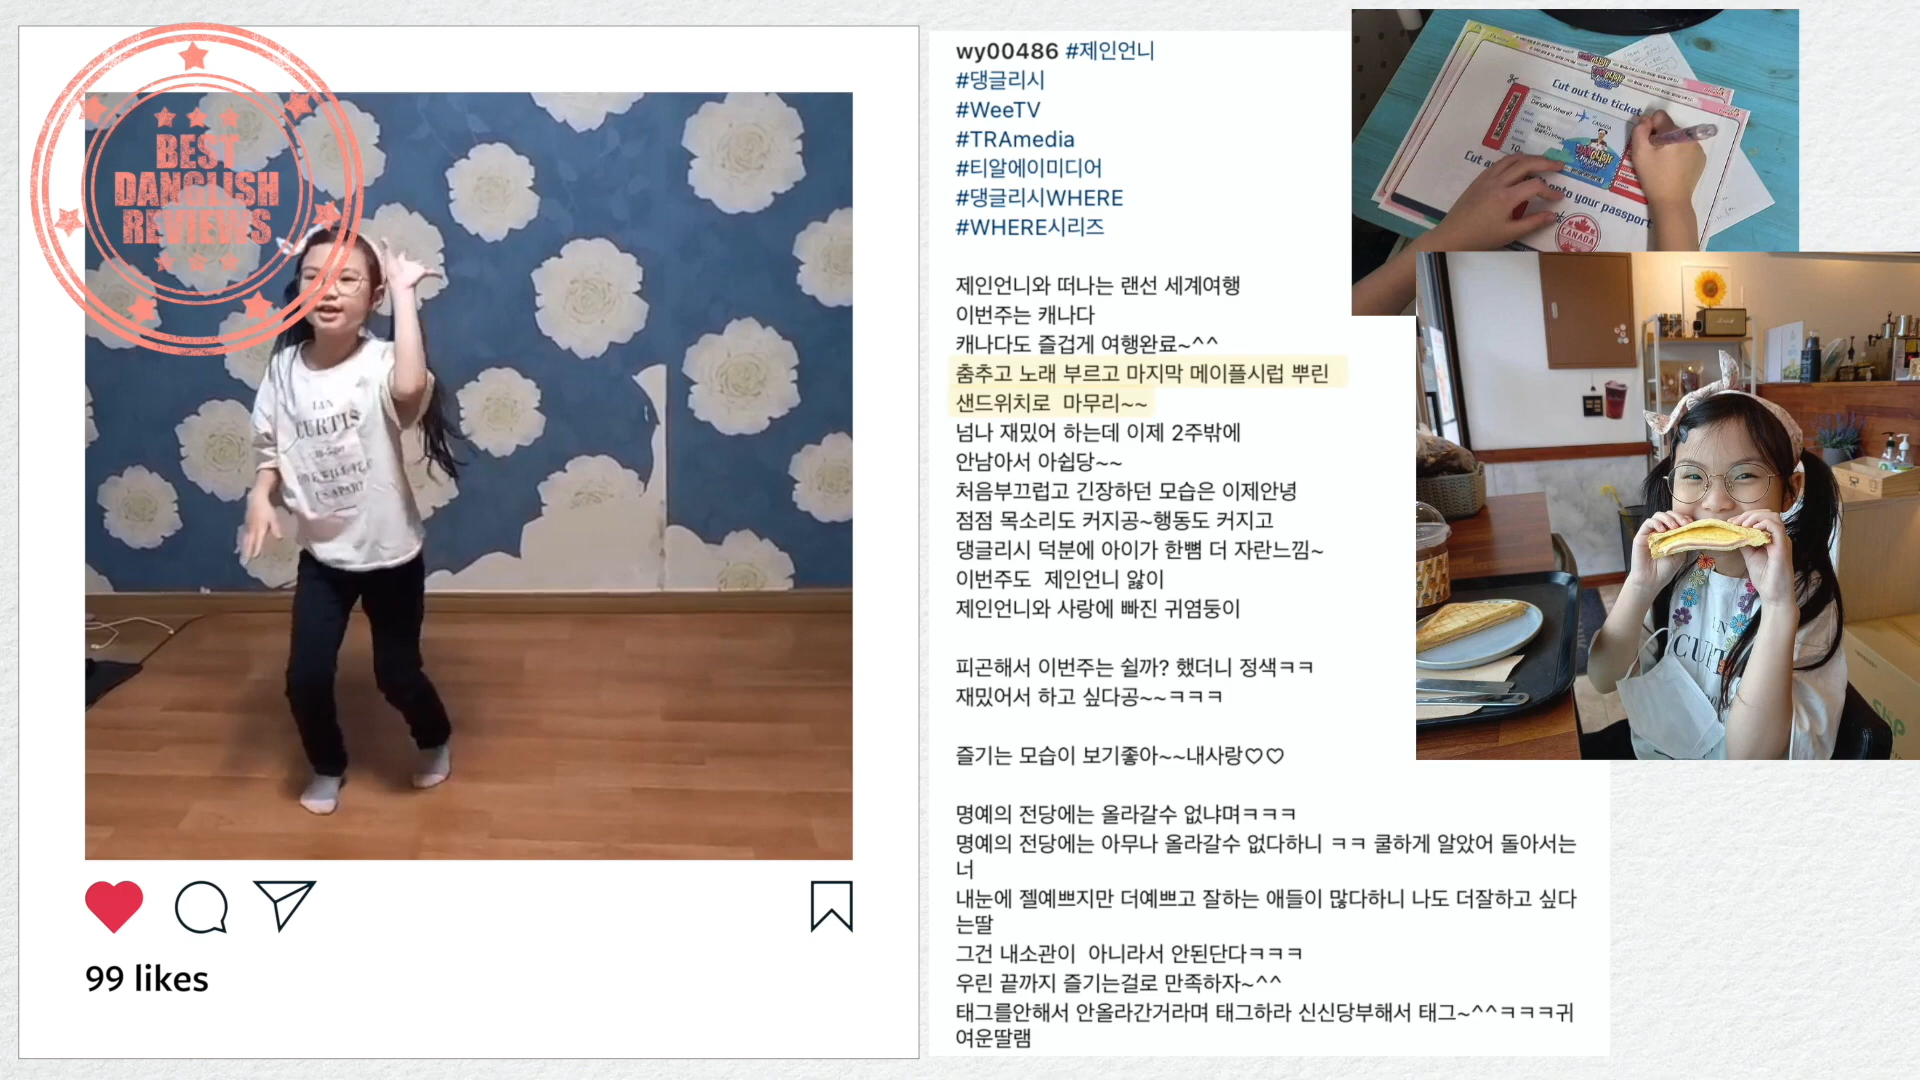 BEST
DANGLISH
REVIEWS
IAN
CURTIS
99 likes
wy00486 #제인언니
#댕글리시
#WeeTV
#TRAmedia
#티알에이미디어
#댕글리시WHERE
#WHERE시리즈
제인언니와 떠나는 랜선 세계여행
이번주는 캐나다
캐나다도 즐겁게 여행완료~^^
춤추고 노래 부르고 마지막 메이플시럽 뿌린
샌드위치로 마무리~~
넘나 재밌어 하는데 이제 2주밖에
안남아서 아쉽당~~
처음부끄럽고 긴장하던 모습은 이제안녕
점점 목소리도 커지공~행동도 커지고
댕글리시 덕분에 아이가 한뼘 더 자란느낌~
이번주도 제인언니 앓이
제인언니와 사랑에 빠진 귀염둥이
피곤해서 이번주는 쉴까? 했더니 정색ㅋㅋ
재밌어서 하고 싶다공~~ㅋㅋㅋ
즐기는 모습이 보기좋아~~내사랑♡♡
명예의 전당에는 올라갈수 없냐며ㅋㅋㅋ
명예의 전당에는 아무나 올라갈수 없다하니 ㅋㅋ 쿨하게 알았어 돌아서는
너
내눈에 젤예쁘지만 더예쁘고 잘하는 애들이 많다하니 나도 더잘하고 싶다
는딸
그건 내소관이 아니라서 안된단다ㅋㅋㅋ
우린 끝까지 즐기는걸로 만족하자~^^
태그를안해서 안올라간거라며 태그하라 신신당부해서 태그~^^ㅋㅋㅋ귀
여운딸램
Cut out the ticket
Danglish Where?
CANADA
Cut
onto your passport
CANADA